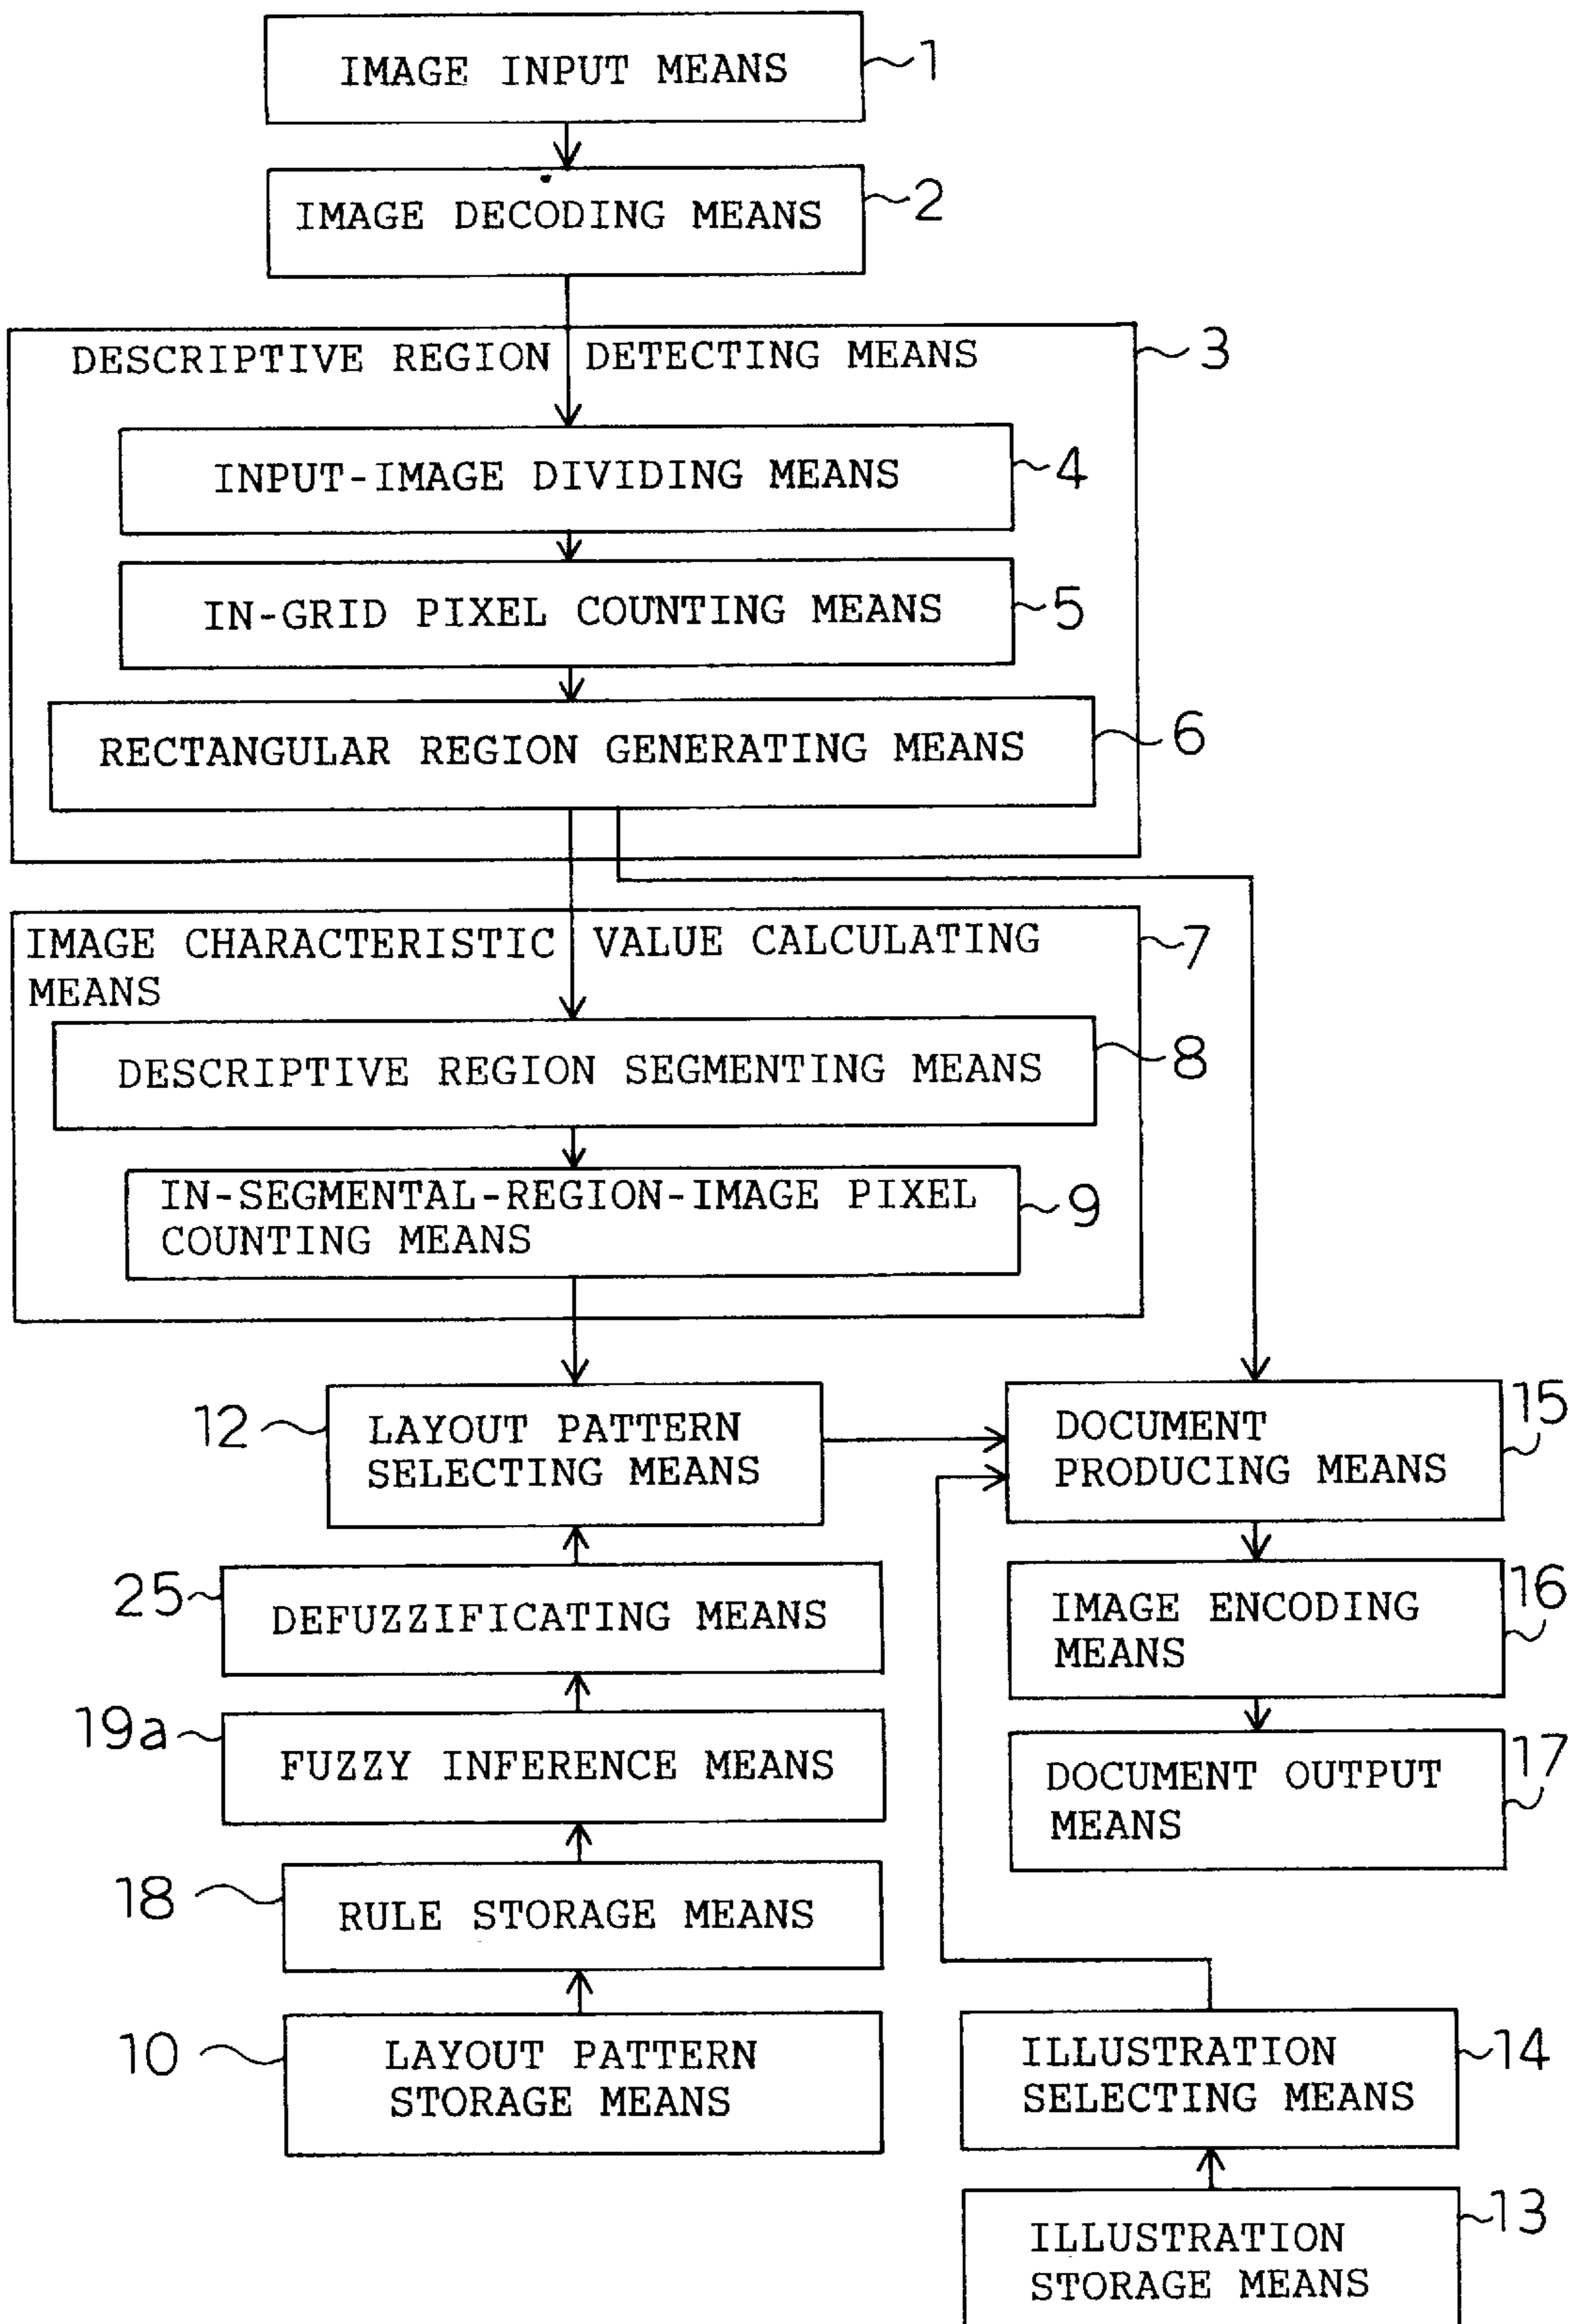 IMAGE INPUT MEANS
1
IMAGE DECODING MEANS
2
DESCRIPTIVE REGION DETECTING MEANS
3
INPUT-IMAGE DIVIDING MEANS
4
IN-GRID PIXEL COUNTING MEANS
5
RECTANGULAR REGION GENERATING MEANS
6
IMAGE CHARACTERISTIC VALUE CALCULATING
MEANS
7
DESCRIPTIVE REGION SEGMENTING MEANS
8
IN-SEGMENTAL-REGION-IMAGE PIXEL
COUNTING MEANS
9
12
LAYOUT PATTERN
SELECTING MEANS
DOCUMENT
PRODUCING MEANS
15
25
DEFUZZIFICATING MEANS
IMAGE ENCODING
MEANS
16
19a
FUZZY INFERENCE MEANS
DOCUMENT OUTPUT
MEANS
17
18
RULE STORAGE MEANS
10
LAYOUT PATTERN
STORAGE MEANS
ILLUSTRATION
SELECTING MEANS
14
ILLUSTRATION
STORAGE MEANS
13